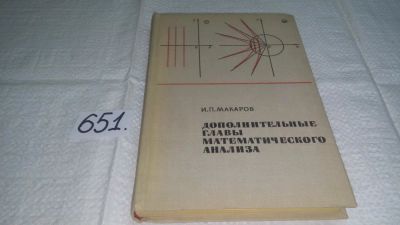 651.
И.П.МАКАРОВ
ДОПОЛНИТЕЛЬНЫЕ
ГЛАВЫ
МАТЕМАТИЧЕСКОГО
АНАЛИЗА